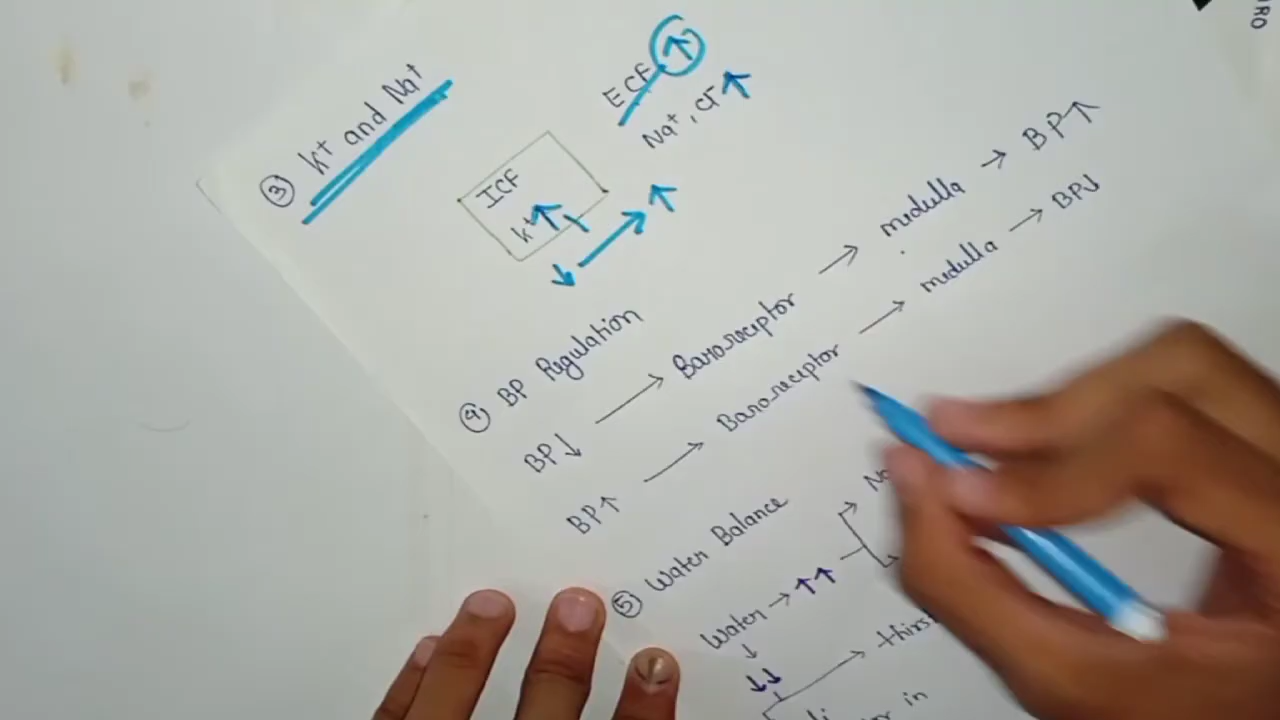 ③ K⁺ and Na⁺
ECF ↑
Na⁺, Cl⁻ ↑
ICF
K⁺ ↑
④ BP Regulation
BP↓ → Baroreceptor → medulla → BP↑
BP↑ → Baroreceptor → medulla → BP↓
⑤ Water Balance
Water → ↑↑
↓
↓↓ →
in